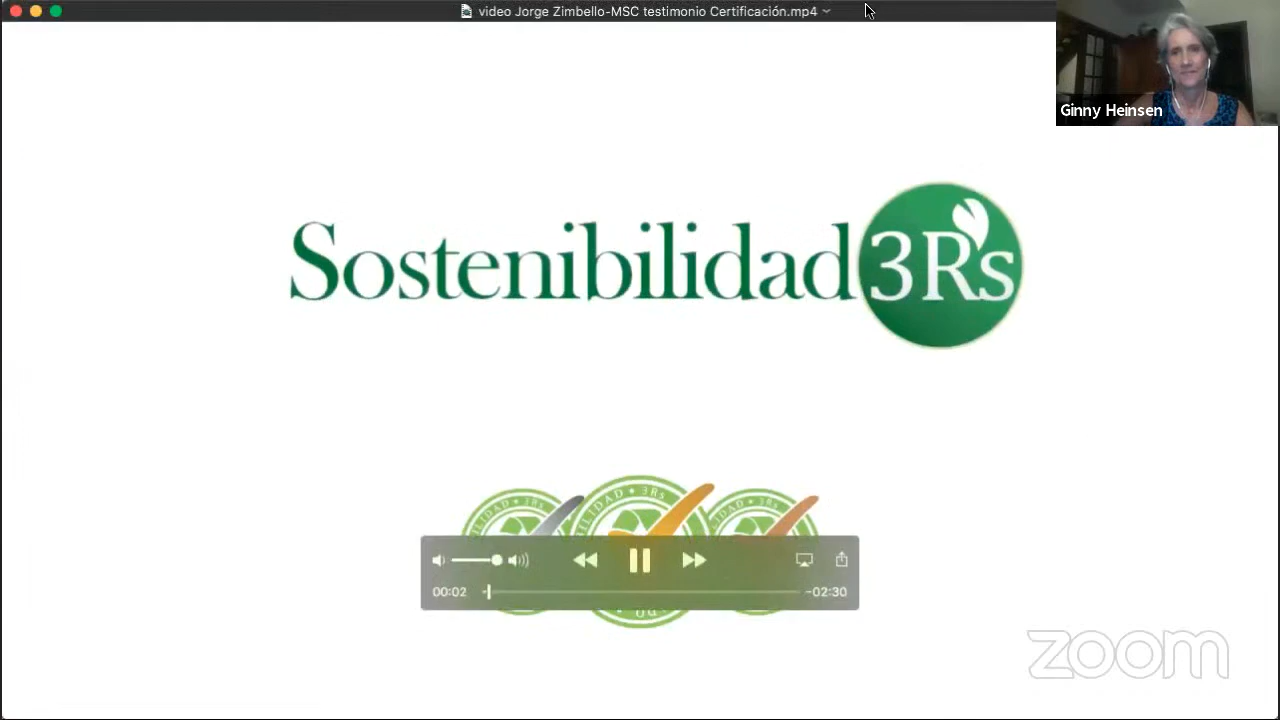 video Jorge Zimbello-MSC testimonio Certificación.mp4
Ginny Heinsen
Sostenibilidad 3Rs
00:02
-02:30
zoom